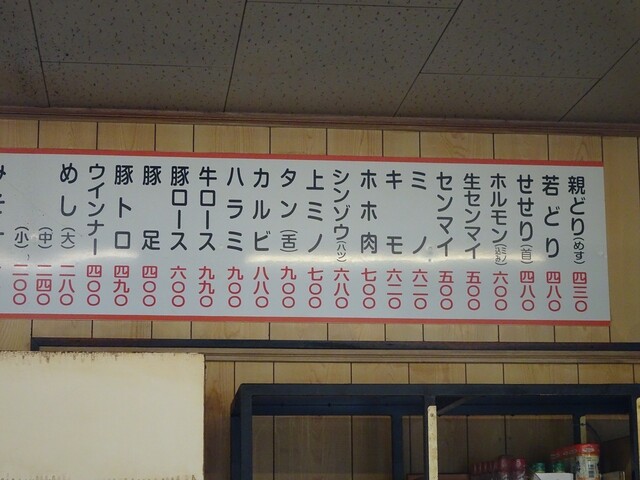 親どり(めす) 四三〇
若どり 四八〇
せせり(首) 四八〇
ホルモン 六〇〇
生センマイ 五〇〇
センマイ 五〇〇
ミノ 六二〇
キモ 六二〇
ホホ肉 七〇〇
シンゾウ(ハツ) 六八〇
上ミノ 七〇〇
タン(舌) 九〇〇
カルビ 八八〇
ハラミ 九〇〇
牛ロース 九九〇
豚ロース 六〇〇
豚足 四〇〇
豚トロ 四九〇
ウインナー 四〇〇
めし(大) 二八〇
(中) 二四〇
(小) 二〇〇